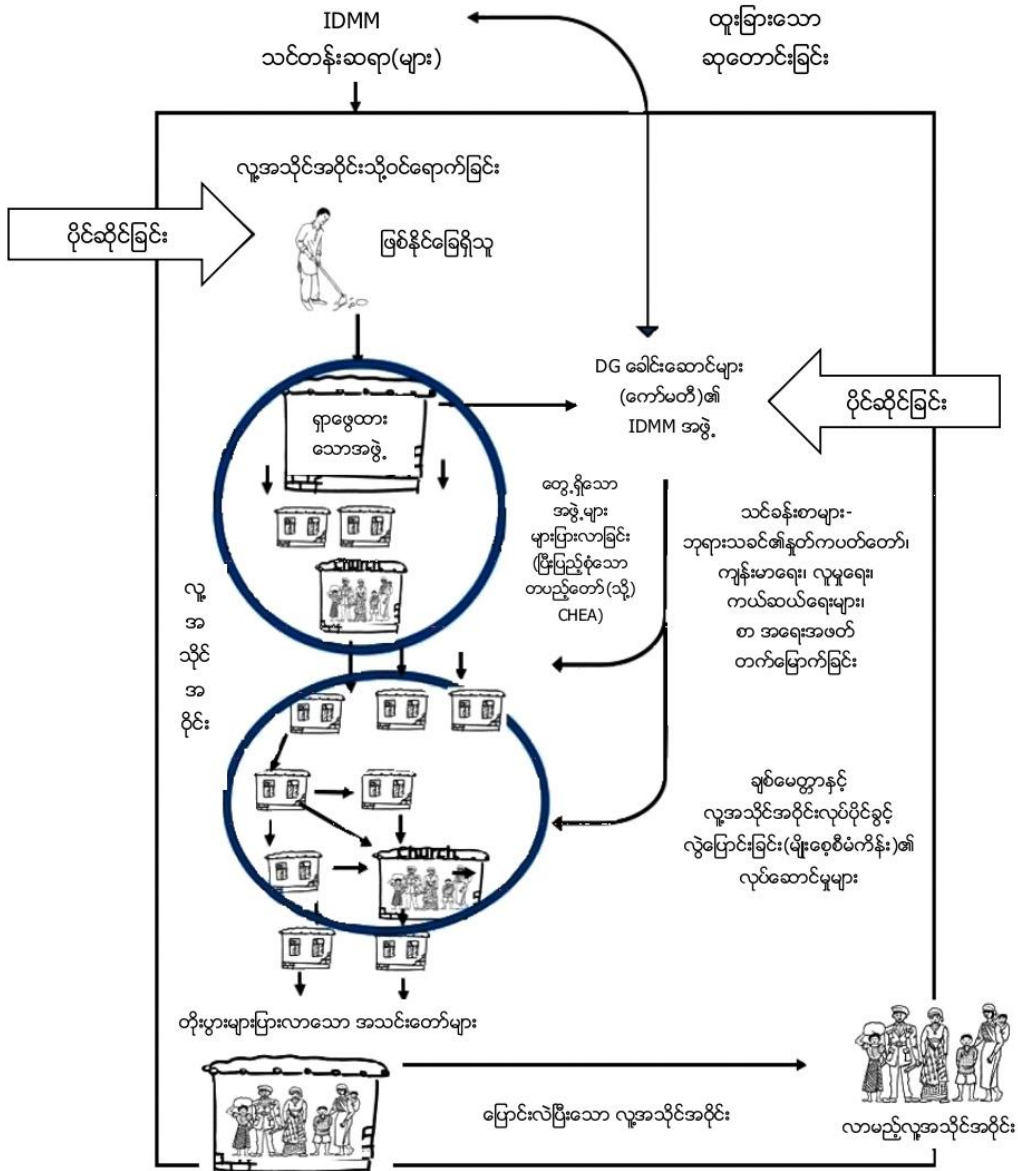 IDMM
သင်တန်းဆရာ(များ)
ထူးခြားသော
ဆုတောင်းခြင်း
လူ့အသိုင်အဝိုင်းသို့ဝင်ရောက်ခြင်း
ပိုင်ဆိုင်ခြင်း
ဖြစ်နိုင်ခြေရှိသူ
DG ခေါင်းဆောင်များ
(ကော်မတီ)၏
IDMM အဖွဲ့
ပိုင်ဆိုင်ခြင်း
ရှာဖွေထား
သောအဖွဲ့
တွေ့ရှိသော
အဖွဲ့များ
များပြားလာခြင်း
(ပြီးပြည့်စုံသော
တပည့်တော်(သို့)
CHEA)
သင်ခန်းစာများ-
ဘုရားသခင်၏နှုတ်ကပတ်တော်၊
ကျန်းမာရေး၊ လူမှုရေး၊
ကယ်ဆယ်ရေးများ၊
စာ အရေးအဖတ်
တက်မြောက်ခြင်း
Church
လူ့
အ
သိုင်
အ
ဝိုင်း
ချစ်မေတ္တာနှင့်
လူ့အသိုင်အဝိုင်းလုပ်ပိုင်ခွင့်
လွဲပြောင်းခြင်း(မျိုးစေ့စီမံကိန်း)၏
လုပ်ဆောင်မှုများ
Church
တိုးပွားများပြားလာသော အသင်းတော်များ
ပြောင်းလဲပြီးသော လူ့အသိုင်အဝိုင်း
လာမည့်လူ့အသိုင်အဝိုင်း